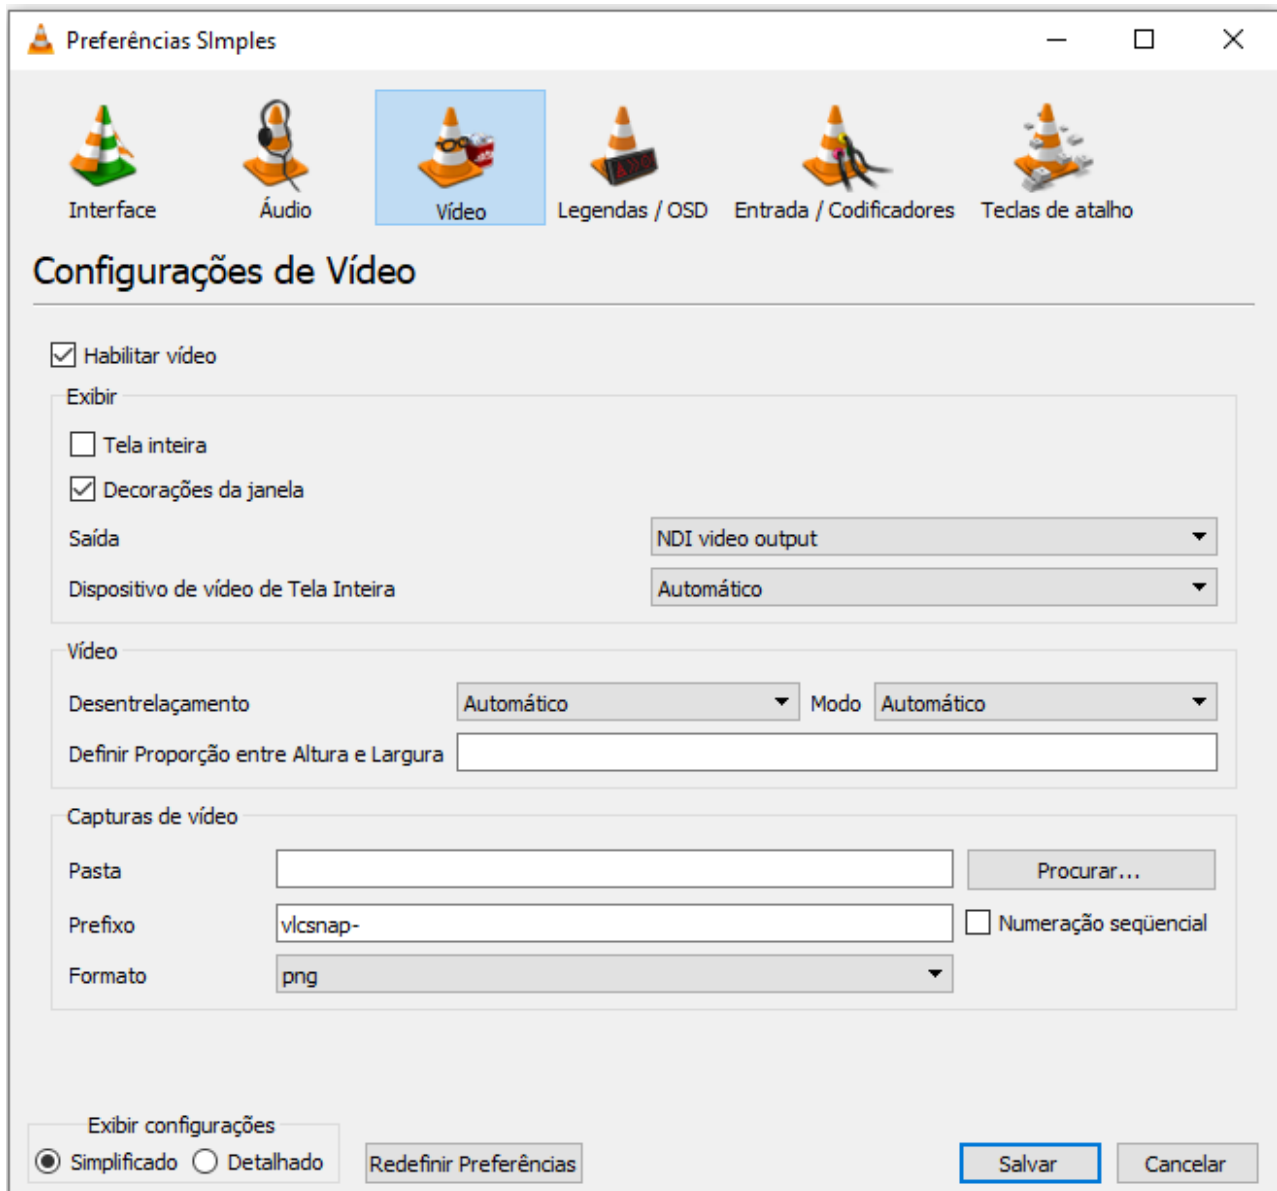 Preferências SImples
Interface
Áudio
Vídeo
Legendas / OSD
Entrada / Codificadores
Teclas de atalho
Configurações de Vídeo
Habilitar vídeo
Exibir
Tela inteira
Decorações da janela
Saída
NDI video output
Dispositivo de vídeo de Tela Inteira
Automático
Vídeo
Desentrelaçamento
Automático
Modo
Automático
Definir Proporção entre Altura e Largura
Capturas de vídeo
Pasta
Procurar...
Prefixo
vlcsnap-
Numeração seqüencial
Formato
png
Exibir configurações
Simplificado
Detalhado
Redefinir Preferências
Salvar
Cancelar